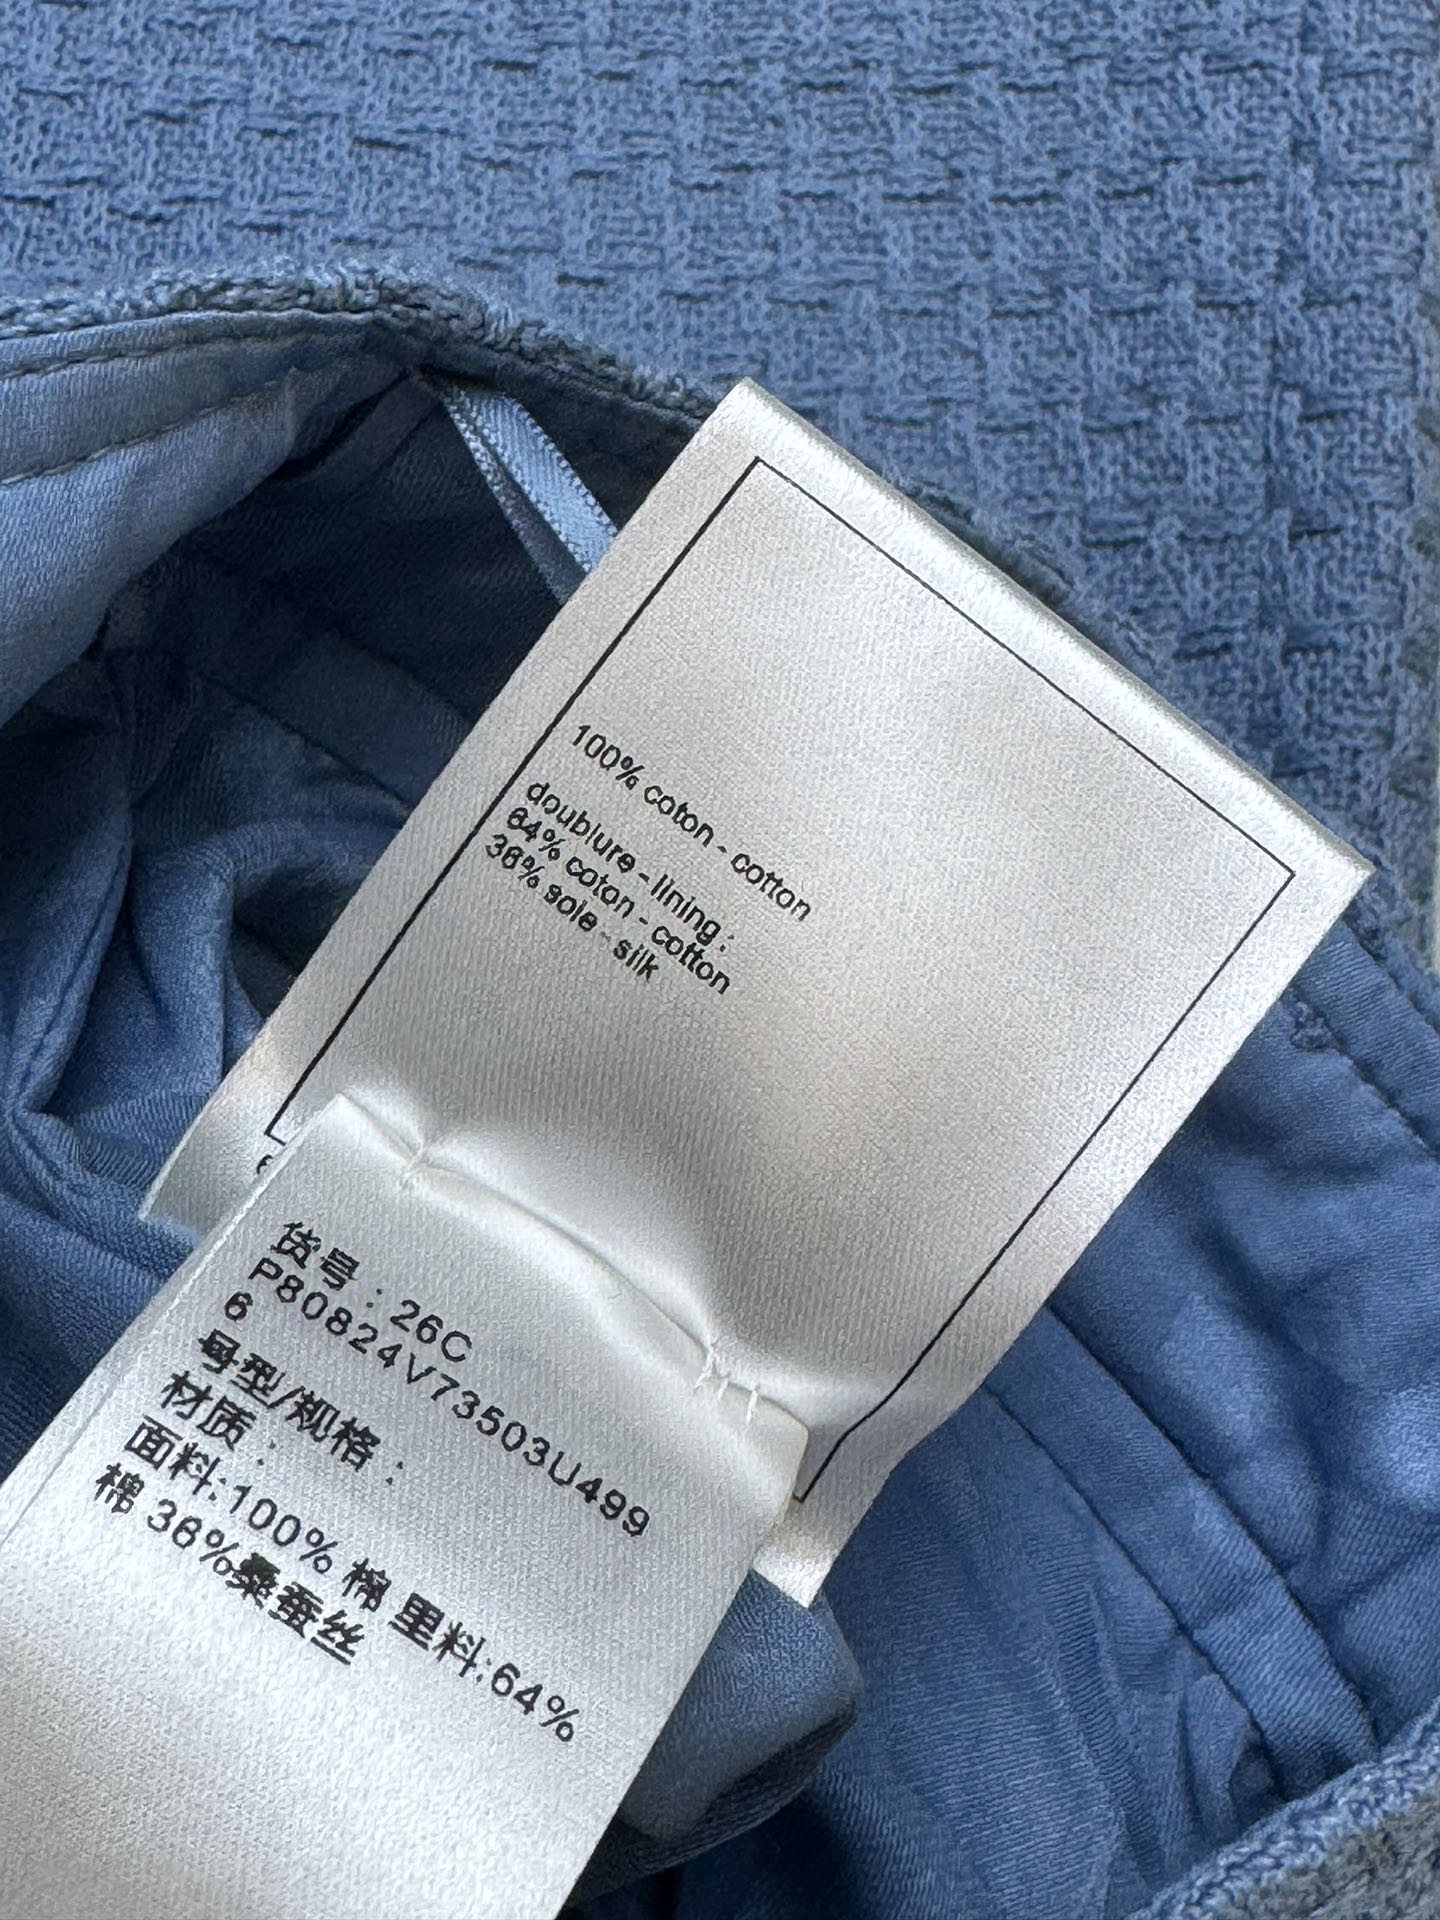 100% coton - cotton
doublure - lining :
64% coton - cotton
36% soie - silk
货号：26C
P80824V73503U499
6
号型/规格：
材质：
面料:100% 棉 里料:64%
棉 36%桑蚕丝